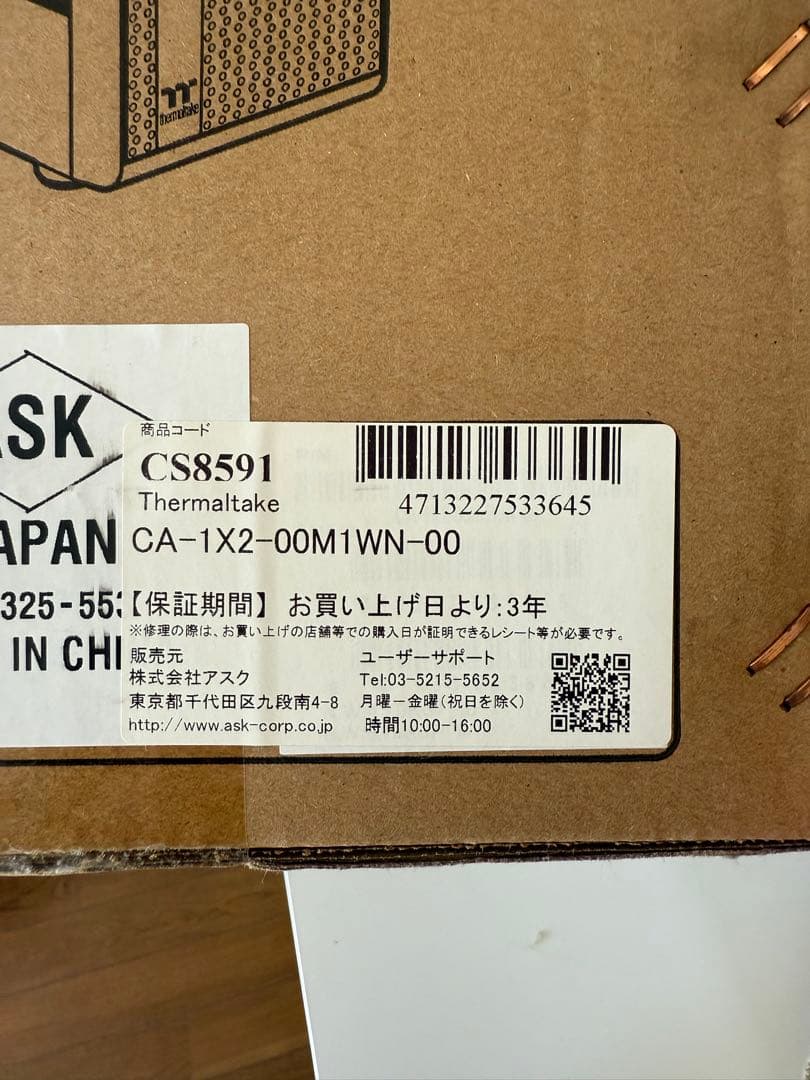 thermaltake
ASK
JAPAN
325-553
IN CHI
商品コード
CS8591
Thermaltake
4713227533645
CA-1X2-00M1WN-00
【保証期間】 お買い上げ日より:3年
※修理の際は、お買い上げの店舗等での購入日が証明できるレシート等が必要です。
販売元
株式会社アスク
東京都千代田区九段南4-8
http://www.ask-corp.co.jp
ユーザーサポート
Tel:03-5215-5652
月曜－金曜(祝日を除く)
時間10:00-16:00